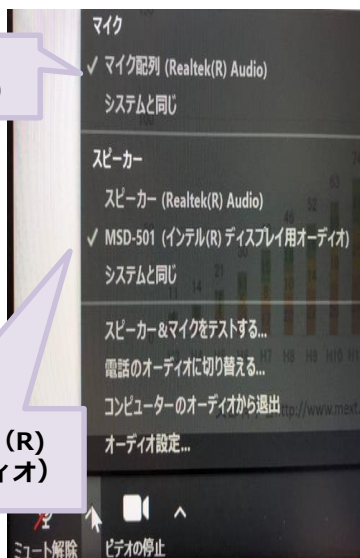 マイク
✓ マイク配列 (Realtek(R) Audio)
システムと同じ
スピーカー
スピーカー (Realtek(R) Audio)
✓ MSD-501 (インテル(R) ディスプレイ用オーディオ)
システムと同じ
スピーカー&マイクをテストする...
電話のオーディオに切り替える...
コンピューターのオーディオから退出
http://www.mext.
オーディオ設定...
(R)
ィオ)
ミュート解除
ビデオの停止